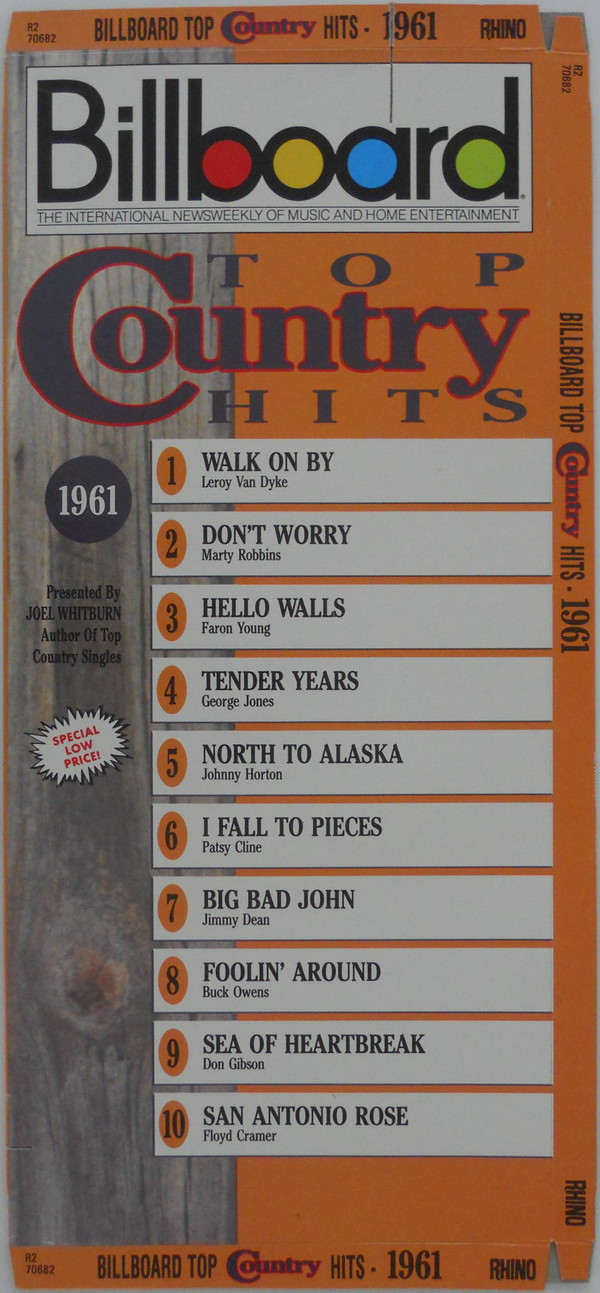 R2
70682
BILLBOARD TOP Country HITS · 1961
RHINO
R2
70682
Billboard®
THE INTERNATIONAL NEWSWEEKLY OF MUSIC AND HOME ENTERTAINMENT
TOP
Country
HITS
BILLBOARD TOP Country HITS · 1961
1961
Presented By
JOEL WHITBURN
Author Of Top
Country Singles
SPECIAL
LOW
PRICE!
1 WALK ON BY
Leroy Van Dyke
2 DON'T WORRY
Marty Robbins
3 HELLO WALLS
Faron Young
4 TENDER YEARS
George Jones
5 NORTH TO ALASKA
Johnny Horton
6 I FALL TO PIECES
Patsy Cline
7 BIG BAD JOHN
Jimmy Dean
8 FOOLIN' AROUND
Buck Owens
9 SEA OF HEARTBREAK
Don Gibson
10 SAN ANTONIO ROSE
Floyd Cramer
RHINO
R2
70682
BILLBOARD TOP Country HITS · 1961
RHINO